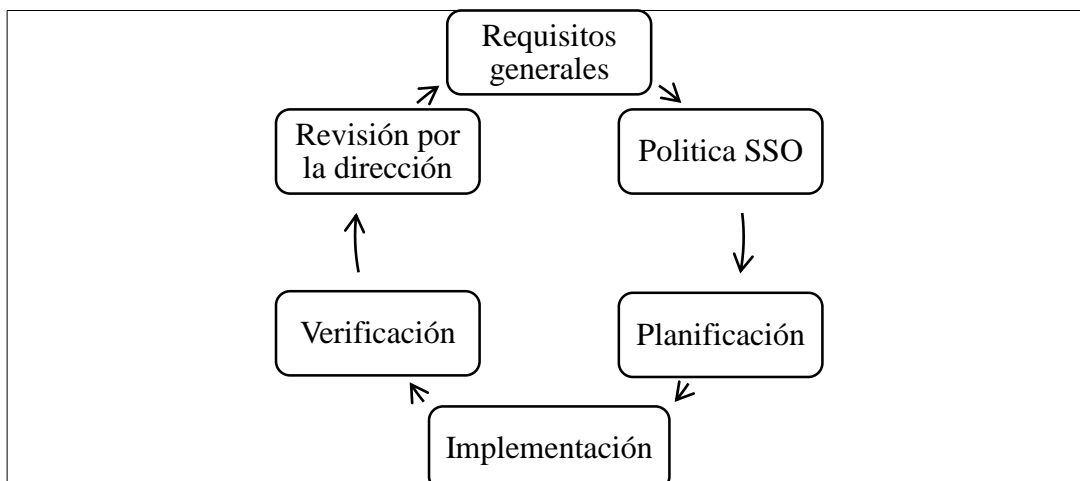 Requisitos
generales
Politica SSO
Planificación
Implementación
Verificación
Revisión por
la dirección